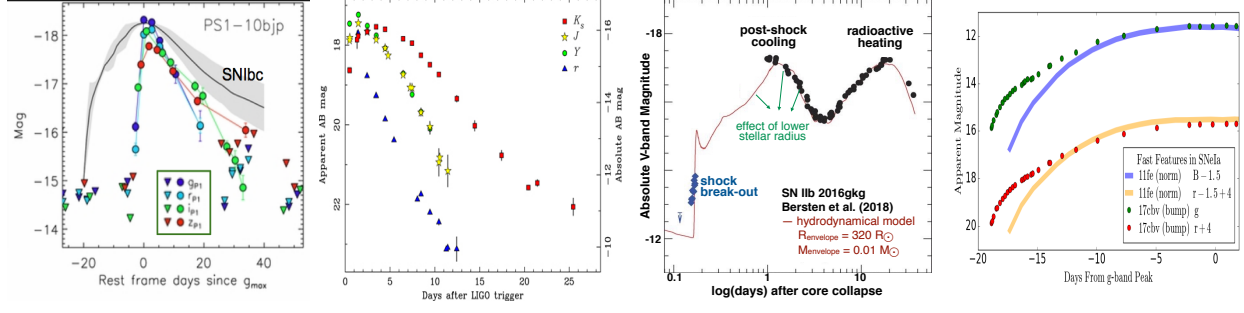 PS1-10bjp
SNIbc
-18
-17
-16
-15
-14
Mag
g_P1
r_P1
i_P1
z_P1
-20
0
20
40
Rest frame days since g_max
K_s
J
Y
r
18
20
22
Apparent AB mag
-16
-14
-12
-10
Absolute AB mag
0
5
10
15
20
25
Days after LIGO trigger
-18
-12
Absolute V-band Magnitude
post-shock
cooling
radioactive
heating
effect of lower
stellar radius
shock
break-out
SN IIb 2016gkg
Bersten et al. (2018)
— hydrodynamical model
R_envelope = 320 R⊙
M_envelope = 0.01 M⊙
0.1
1
10
log(days) after core collapse
12
14
16
18
20
Apparent Magnitude
Fast Features in SNeIa
11fe (norm) B−1.5
11fe (norm) r−1.5+4
17cbv (bump) g
17cbv (bump) r+4
−20
−15
−10
−5
0
Days From g-band Peak